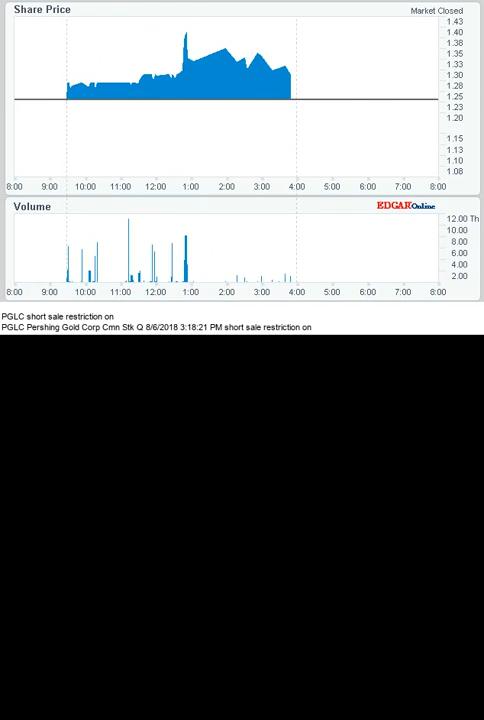 Share Price
Market Closed
1.43
1.40
1.38
1.35
1.33
1.30
1.28
1.25
1.23
1.20
1.15
1.13
1.10
1.08
8:00 9:00 10:00 11:00 12:00 1:00 2:00 3:00 4:00 5:00 6:00 7:00 8:00
Volume
EDGAR Online
12.00 Th
10.00
8.00
6.00
4.00
2.00
8:00 9:00 10:00 11:00 12:00 1:00 2:00 3:00 4:00 5:00 6:00 7:00 8:00
PGLC short sale restriction on
PGLC Pershing Gold Corp Cmn Stk Q 8/6/2018 3:18:21 PM short sale restriction on